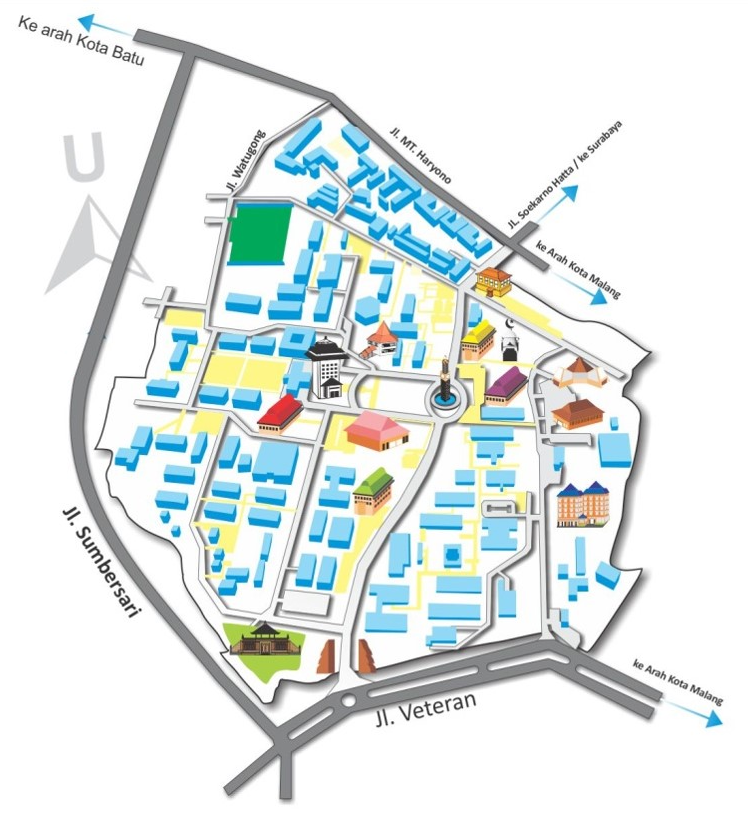 Ke arah Kota Batu
U
Jl. Watugong
Jl. MT. Haryono
JL. Soekarno Hatta / ke Surabaya
ke Arah Kota Malang
Jl. Sumbersari
Jl. Veteran
ke Arah Kota Malang